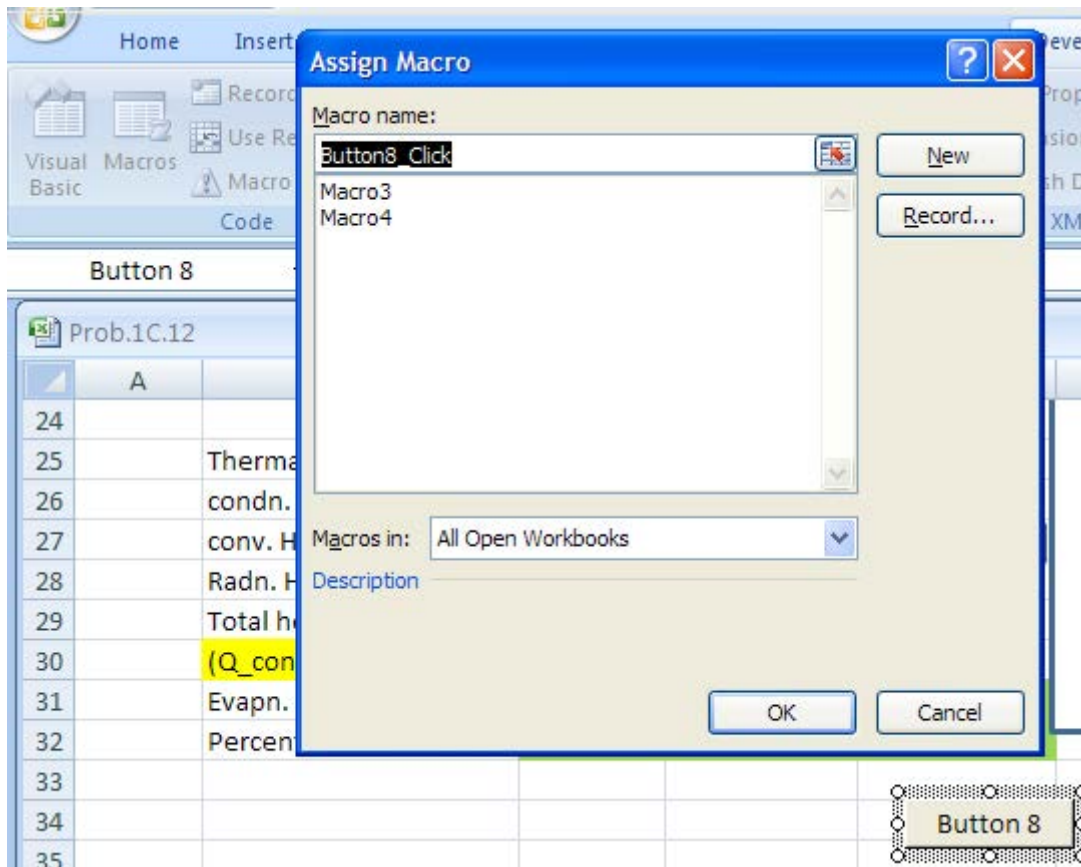 Home Insert
Assign Macro
Macro name:
Button8_Click
Macro3
Macro4
New
Record...
Macros in: All Open Workbooks
Description
OK Cancel
Visual Basic
Macros
Record
Use Re
Macro
Code
XM
Button 8
Prob.1C.12
A
24
25 Therma
26 condn.
27 conv. H
28 Radn. H
29 Total he
30 (Q_con
31 Evapn.
32 Percent
33
34
35
Button 8